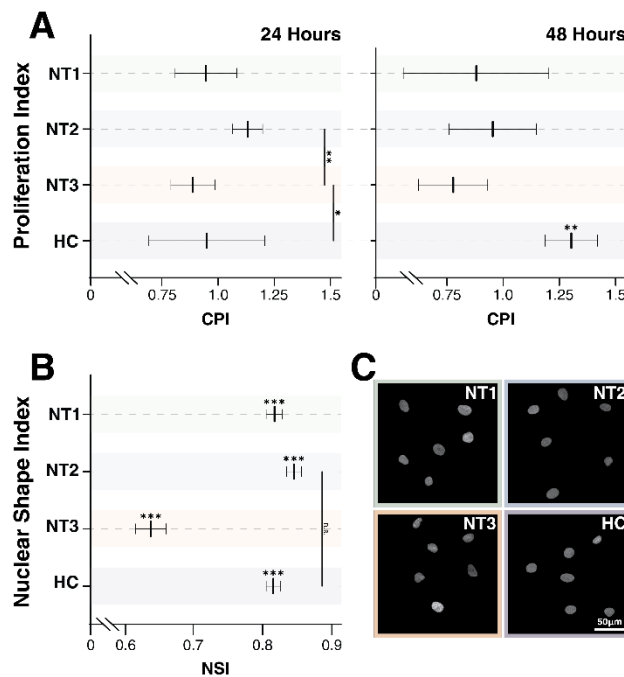 A
24 Hours
48 Hours
Proliferation Index
NT1
NT2
NT3
HC
**
*
**
0
0.75
1.0
1.25
1.5
CPI
0
0.75
1.0
1.25
1.5
CPI
B
Nuclear Shape Index
NT1
NT2
NT3
HC
***
***
***
***
n.s.
0
0.6
0.7
0.8
0.9
NSI
C
NT1
NT2
NT3
HC
50µm